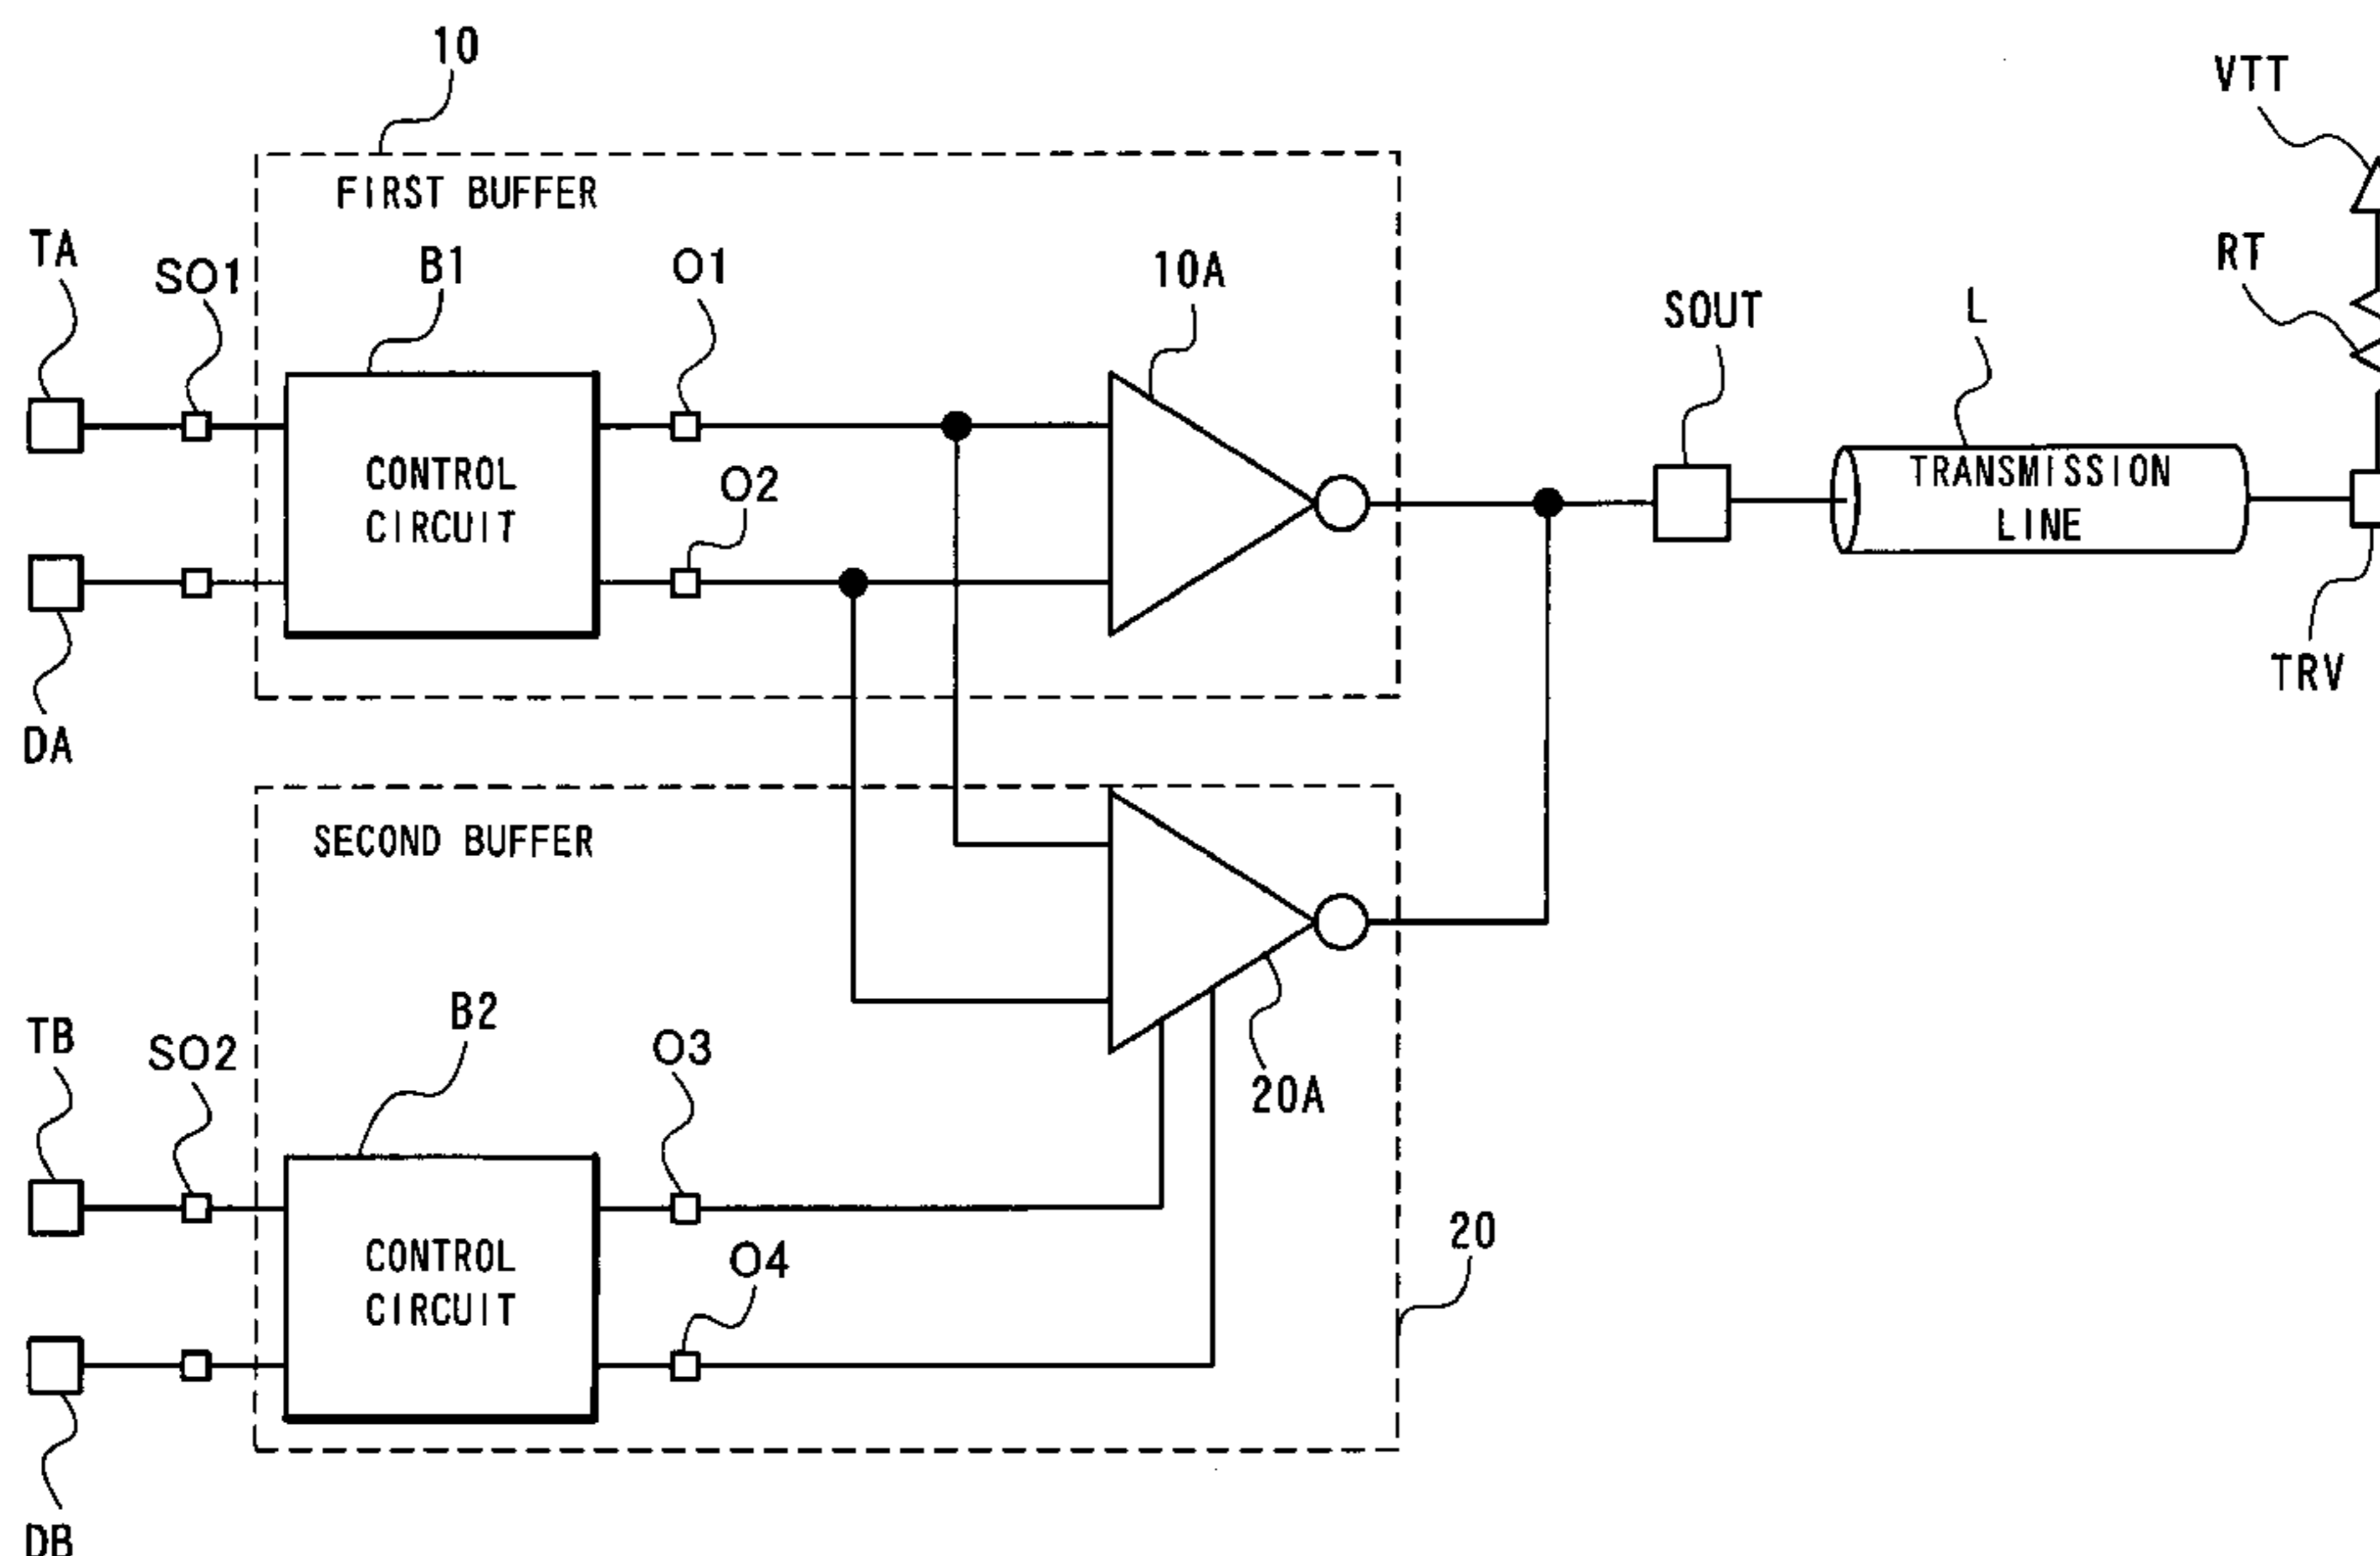 10
VTT
FIRST BUFFER
TA
SO1
B1
O1
10A
RT
SOUT
L
CONTROL
CIRCUIT
O2
TRANSMISSION
LINE
DA
TRV
SECOND BUFFER
TB
SO2
B2
O3
20A
CONTROL
CIRCUIT
O4
20
DB